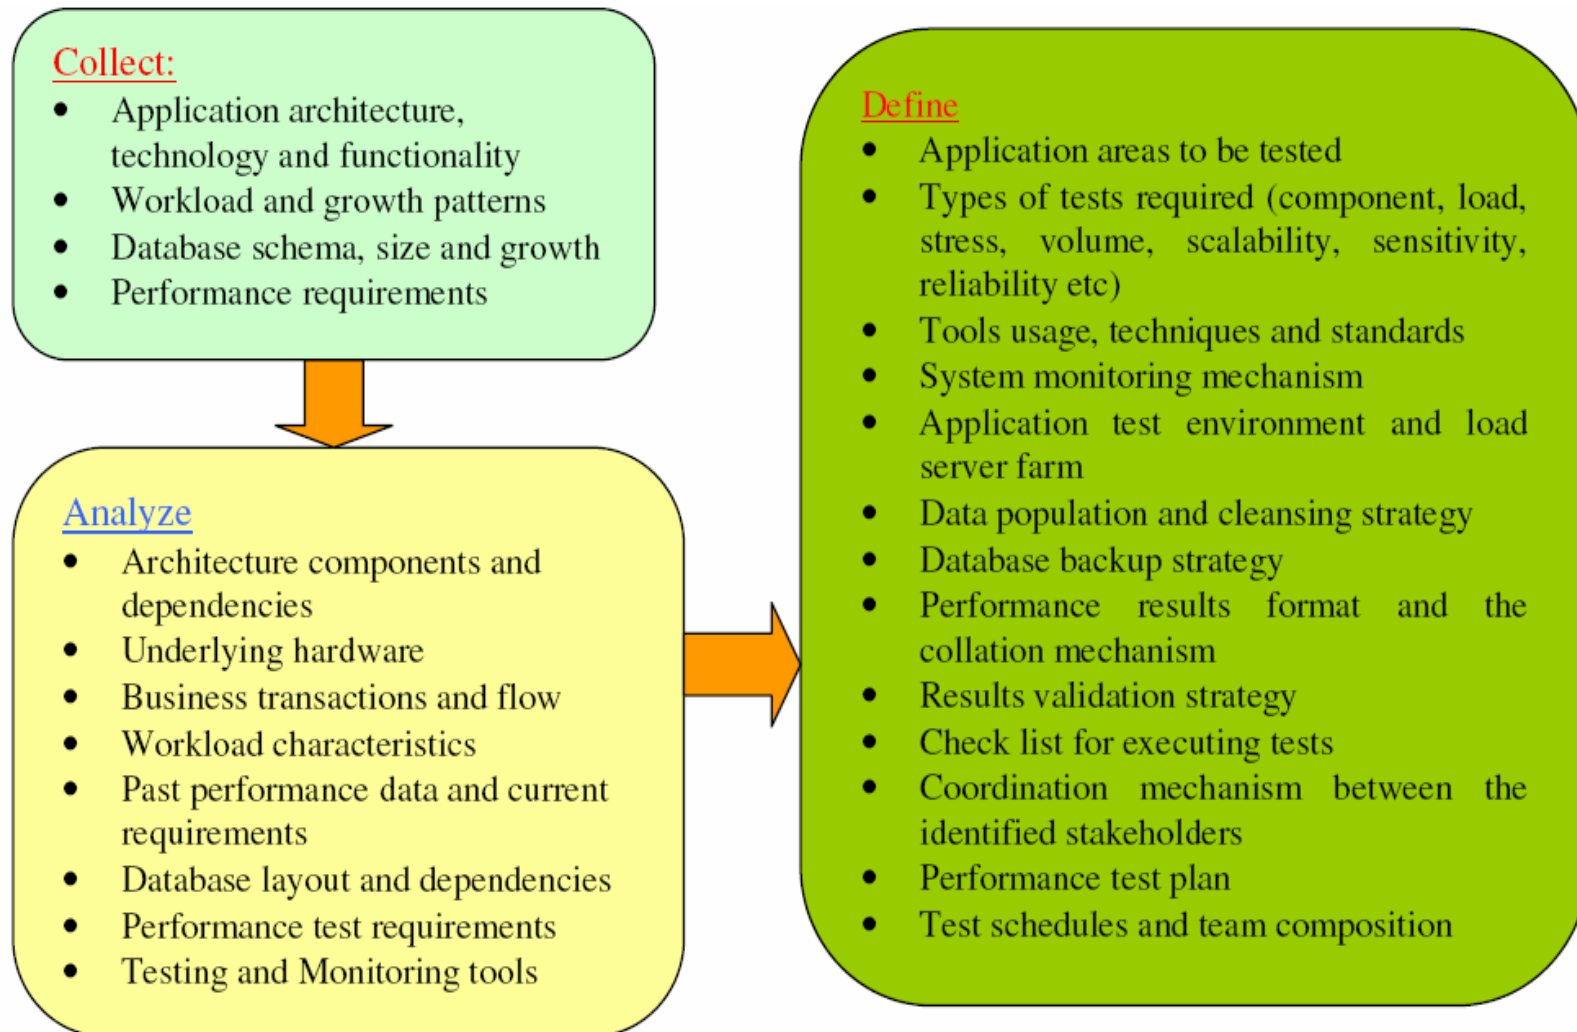 Collect:
• Application architecture,
technology and functionality
• Workload and growth patterns
• Database schema, size and growth
• Performance requirements
Analyze
• Architecture components and
dependencies
• Underlying hardware
• Business transactions and flow
• Workload characteristics
• Past performance data and current
requirements
• Database layout and dependencies
• Performance test requirements
• Testing and Monitoring tools
Define
• Application areas to be tested
• Types of tests required (component, load,
stress, volume, scalability, sensitivity,
reliability etc)
• Tools usage, techniques and standards
• System monitoring mechanism
• Application test environment and load
server farm
• Data population and cleansing strategy
• Database backup strategy
• Performance results format and the
collation mechanism
• Results validation strategy
• Check list for executing tests
• Coordination mechanism between the
identified stakeholders
• Performance test plan
• Test schedules and team composition